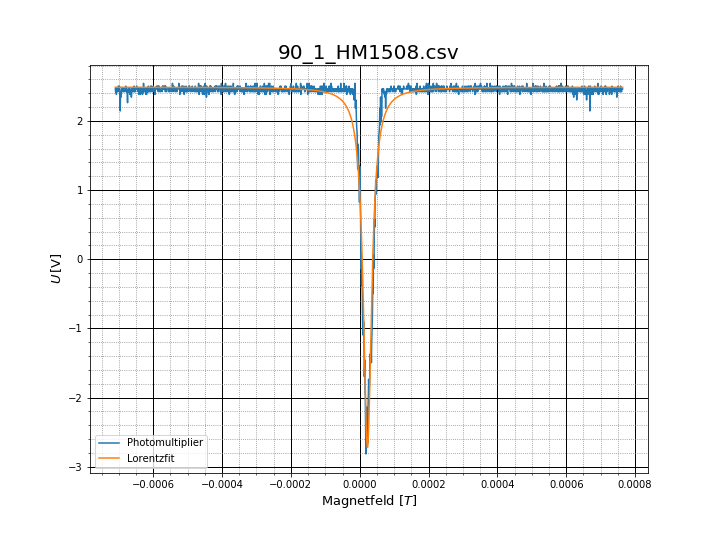 90_1_HM1508.csv
U [V]
2
1
0
−1
−2
−3
Photomultiplier
Lorentzfit
−0.0006 −0.0004 −0.0002 0.0000 0.0002 0.0004 0.0006 0.0008
Magnetfeld [T]